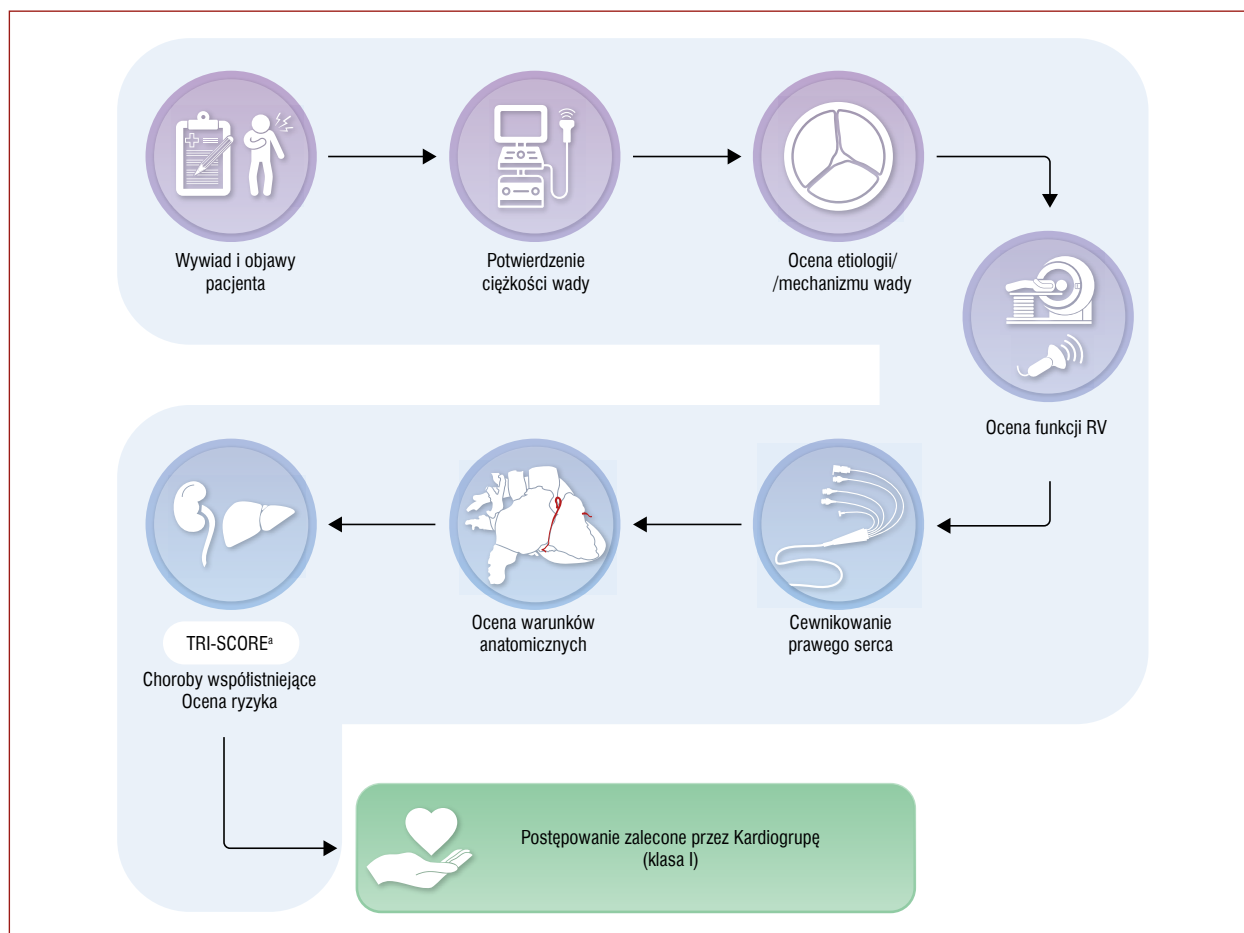 Wywiad i objawy
pacjenta
Potwierdzenie
ciężkości wady
Ocena etiologii/
/mechanizmu wady
Ocena funkcji RV
Cewnikowanie
prawego serca
Ocena warunków
anatomicznych
TRI-SCOREᵃ
Choroby współistniejące
Ocena ryzyka
Postępowanie zalecone przez Kardiogrupę
(klasa I)